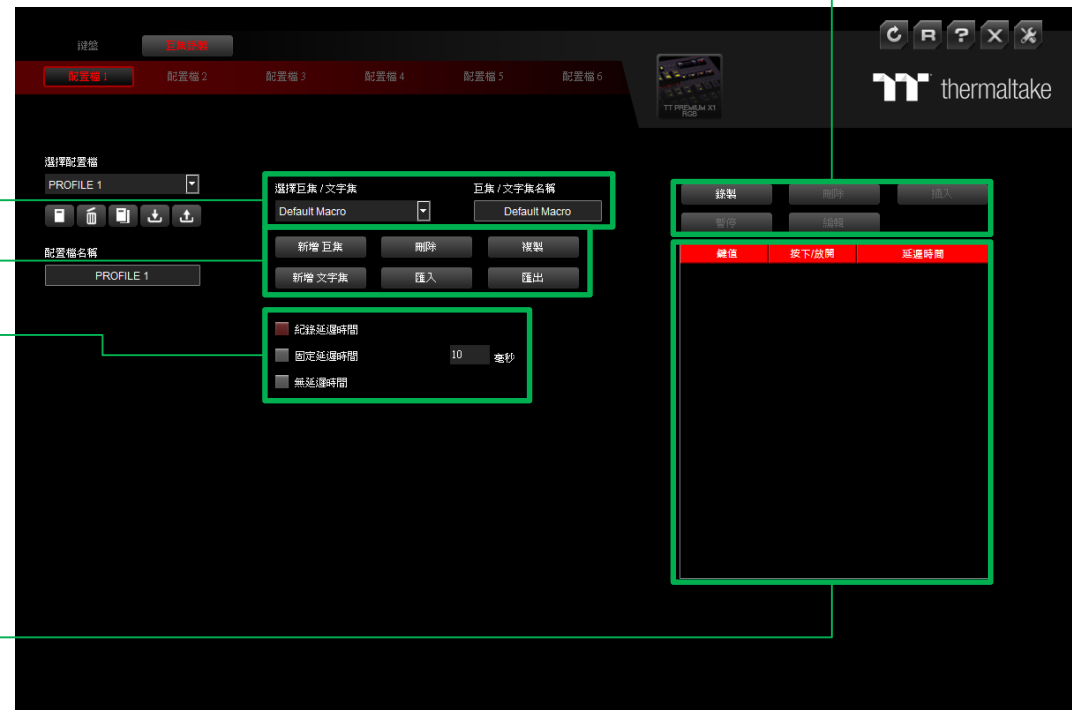 鍵盤 巨集錄製
配置檔 1 配置檔 2 配置檔 3 配置檔 4 配置檔 5 配置檔 6
TT PREMIUM X1
RGB
R ?
thermaltake
選擇配置檔
PROFILE 1
配置檔名稱
PROFILE 1
選擇巨集 / 文字集 巨集 / 文字集名稱
Default Macro Default Macro
新增 巨集 刪除 複製
新增 文字集 匯入 匯出
紀錄延遲時間
固定延遲時間 10 毫秒
無延遲時間
錄製 刪除 插入
暫停 編輯
鍵值 按下/放開 延遲時間